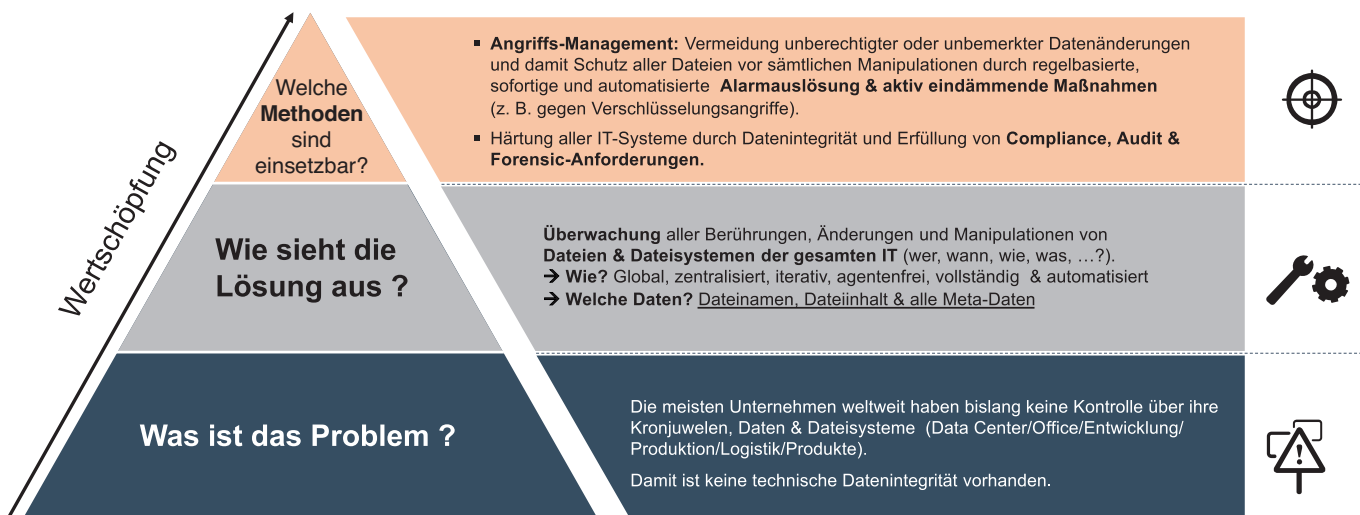 Wertschöpfung
Welche
Methoden
sind
einsetzbar?
▪ Angriffs-Management: Vermeidung unberechtigter oder unbemerkter Datenänderungen
und damit Schutz aller Dateien vor sämtlichen Manipulationen durch regelbasierte,
sofortige und automatisierte Alarmauslösung & aktiv eindämmende Maßnahmen
(z. B. gegen Verschlüsselungsangriffe).
▪ Härtung aller IT-Systeme durch Datenintegrität und Erfüllung von Compliance, Audit &
Forensic-Anforderungen.
Wie sieht die
Lösung aus ?
Überwachung aller Berührungen, Änderungen und Manipulationen von
Dateien & Dateisystemen der gesamten IT (wer, wann, wie, was, …?).
➔ Wie? Global, zentralisiert, iterativ, agentenfrei, vollständig & automatisiert
➔ Welche Daten? Dateinamen, Dateiinhalt & alle Meta-Daten
Was ist das Problem ?
Die meisten Unternehmen weltweit haben bislang keine Kontrolle über ihre
Kronjuwelen, Daten & Dateisysteme (Data Center/Office/Entwicklung/
Produktion/Logistik/Produkte).
Damit ist keine technische Datenintegrität vorhanden.
!